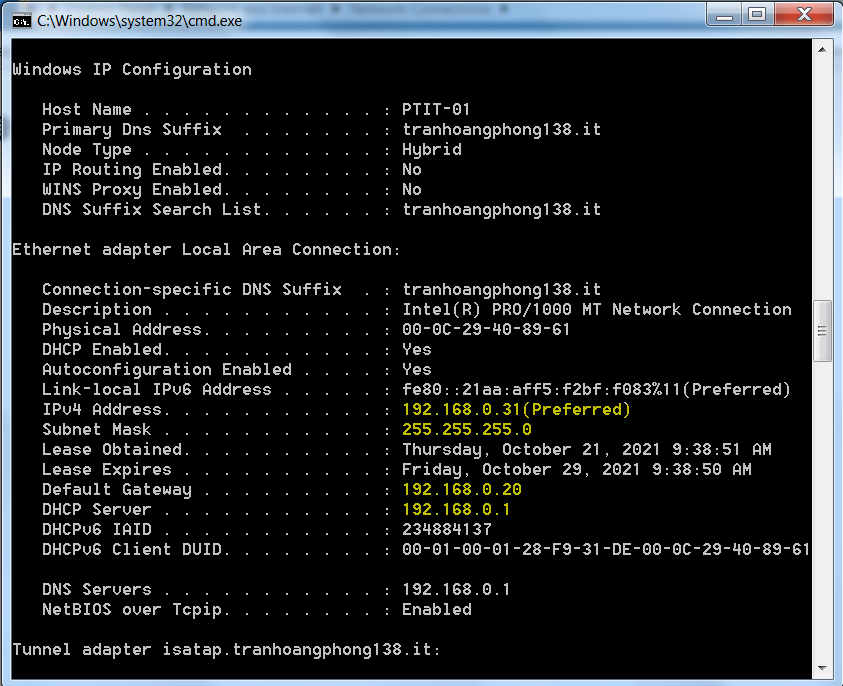 C:\Windows\system32\cmd.exe
Windows IP Configuration
Host Name . . . . . . . . . . . . : PTIT-01
Primary Dns Suffix  . . . . . . . : tranhoangphong138.it
Node Type . . . . . . . . . . . . : Hybrid
IP Routing Enabled. . . . . . . . : No
WINS Proxy Enabled. . . . . . . . : No
DNS Suffix Search List. . . . . . : tranhoangphong138.it
Ethernet adapter Local Area Connection:
Connection-specific DNS Suffix  . : tranhoangphong138.it
Description . . . . . . . . . . . : Intel(R) PRO/1000 MT Network Connection
Physical Address. . . . . . . . . : 00-0C-29-40-89-61
DHCP Enabled. . . . . . . . . . . : Yes
Autoconfiguration Enabled . . . . : Yes
Link-local IPv6 Address . . . . . : fe80::21aa:aff5:f2bf:f083%11(Preferred)
IPv4 Address. . . . . . . . . . . : 192.168.0.31(Preferred)
Subnet Mask . . . . . . . . . . . : 255.255.255.0
Lease Obtained. . . . . . . . . . : Thursday, October 21, 2021 9:38:51 AM
Lease Expires . . . . . . . . . . : Friday, October 29, 2021 9:38:50 AM
Default Gateway . . . . . . . . . : 192.168.0.20
DHCP Server . . . . . . . . . . . : 192.168.0.1
DHCPv6 IAID . . . . . . . . . . . : 234884137
DHCPv6 Client DUID. . . . . . . . : 00-01-00-01-28-F9-31-DE-00-0C-29-40-89-61
DNS Servers . . . . . . . . . . . : 192.168.0.1
NetBIOS over Tcpip. . . . . . . . : Enabled
Tunnel adapter isatap.tranhoangphong138.it: